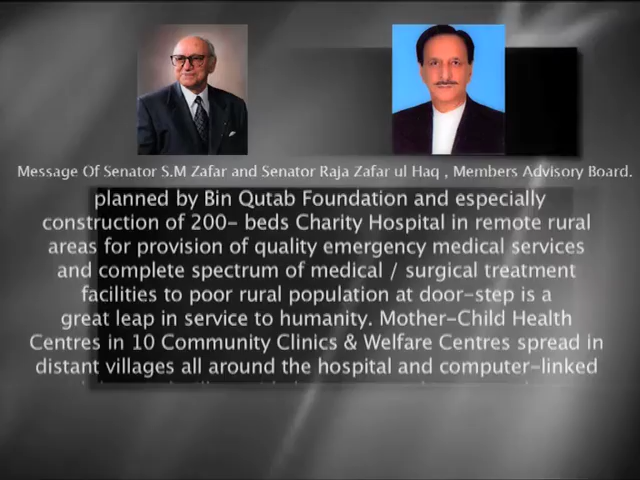 Message Of Senator S.M Zafar and Senator Raja Zafar ul Haq , Members Advisory Board.
planned by Bin Qutab Foundation and especially
construction of 200- beds Charity Hospital in remote rural
areas for provision of quality emergency medical services
and complete spectrum of medical / surgical treatment
facilities to poor rural population at door-step is a
great leap in service to humanity. Mother-Child Health
Centres in 10 Community Clinics & Welfare Centres spread in
distant villages all around the hospital and computer-linked